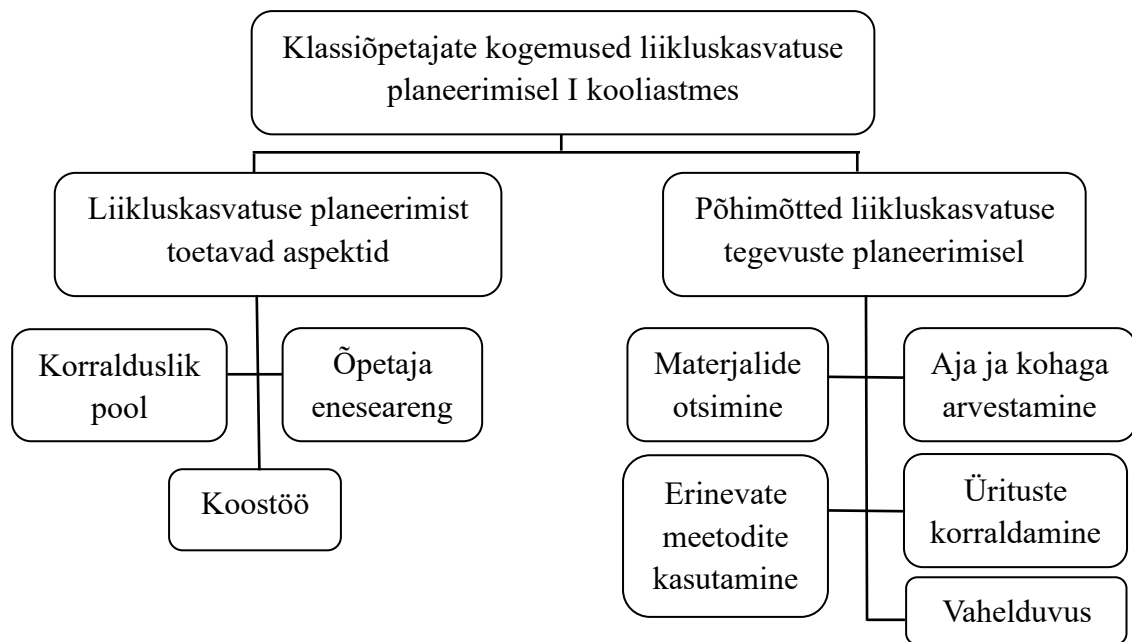 Klassiõpetajate kogemused liikluskasvatuse
planeerimisel I kooliastmes
Liikluskasvatuse planeerimist
toetavad aspektid
Põhimõtted liikluskasvatuse
tegevuste planeerimisel
Korralduslik
pool
Õpetaja
eneseareng
Koostöö
Materjalide
otsimine
Aja ja kohaga
arvestamine
Erinevate
meetodite
kasutamine
Ürituste
korraldamine
Vahelduvus